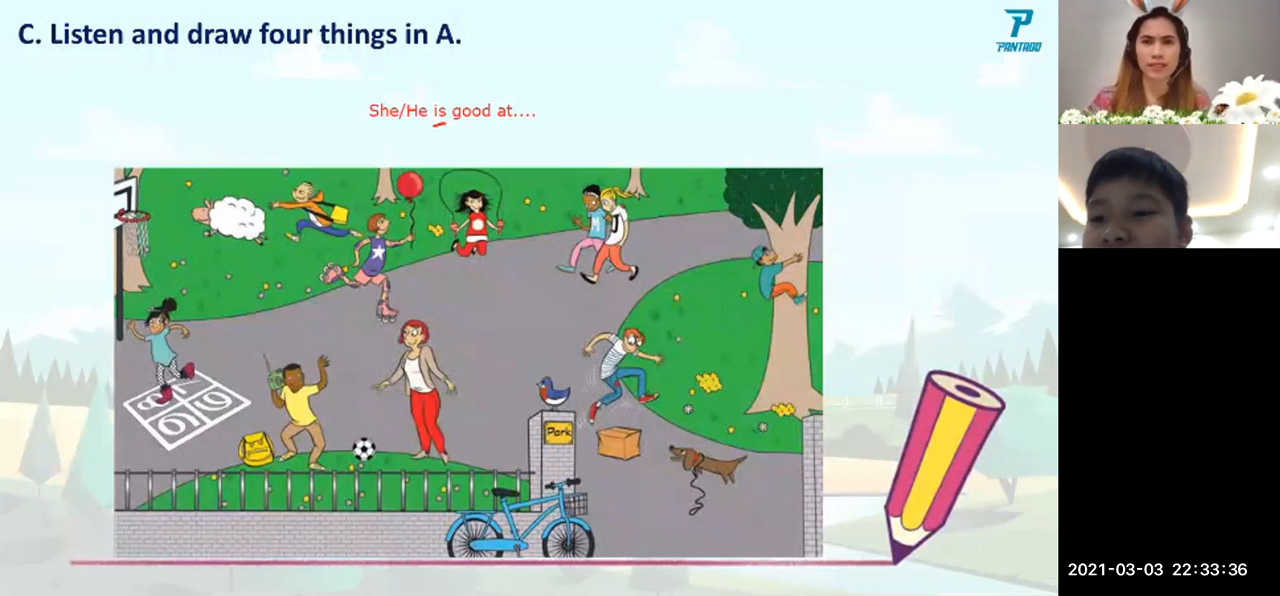 C. Listen and draw four things in A.
PANTADO
She/He is good at....
M
Park
2021-03-03 22:33:36